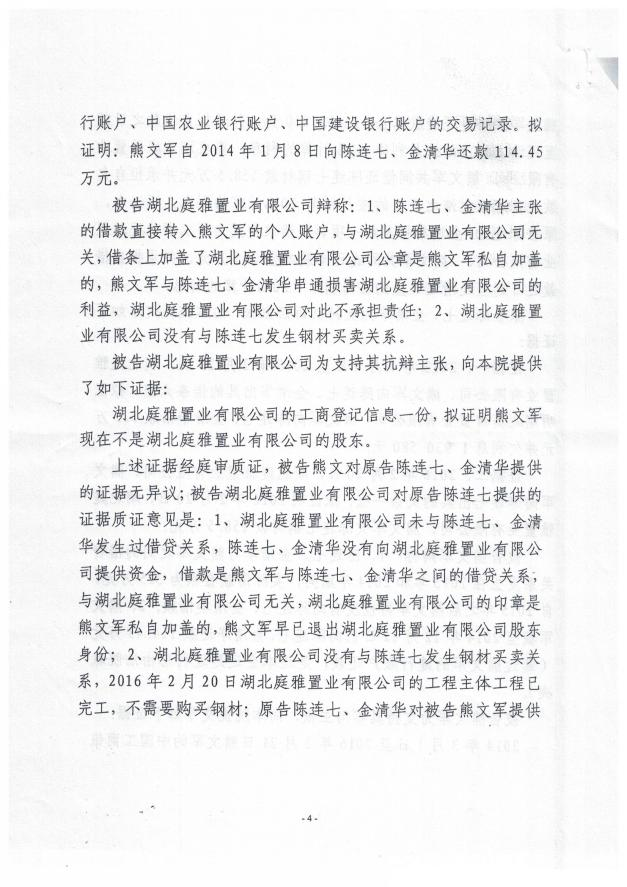 行账户、中国农业银行账户、中国建设银行账户的交易记录。拟
证明：熊文军自2014年1月8日向陈连七、金清华还款114.45
万元。
被告湖北庭雅置业有限公司辩称：1、陈连七、金清华主张
的借款直接转入熊文军的个人账户，与湖北庭雅置业有限公司无
关，借条上加盖了湖北庭雅置业有限公司公章是熊文军私自加盖
的，熊文军与陈连七、金清华串通损害湖北庭雅置业有限公司的
利益，湖北庭雅置业有限公司对此不承担责任；2、湖北庭雅置
业有限公司没有与陈连七发生钢材买卖关系。
被告湖北庭雅置业有限公司为支持其抗辩主张，向本院提供
了如下证据：
湖北庭雅置业有限公司的工商登记信息一份，拟证明熊文军
现在不是湖北庭雅置业有限公司的股东。
上述证据经庭审质证，被告熊文对原告陈连七、金清华提供
的证据无异议；被告湖北庭雅置业有限公司对原告陈连七提供的
证据质证意见是：1、湖北庭雅置业有限公司未与陈连七、金清
华发生过借贷关系，陈连七、金清华没有向湖北庭雅置业有限公
司提供资金，借款是熊文军与陈连七、金清华之间的借贷关系，
与湖北庭雅置业有限公司无关，湖北庭雅置业有限公司的印章是
熊文军私自加盖的，熊文军早已退出湖北庭雅置业有限公司股东
身份；2、湖北庭雅置业有限公司没有与陈连七发生钢材买卖关
系，2016年2月20日湖北庭雅置业有限公司的工程主体工程已
完工，不需要购买钢材；原告陈连七、金清华对被告熊文军提供
-4-